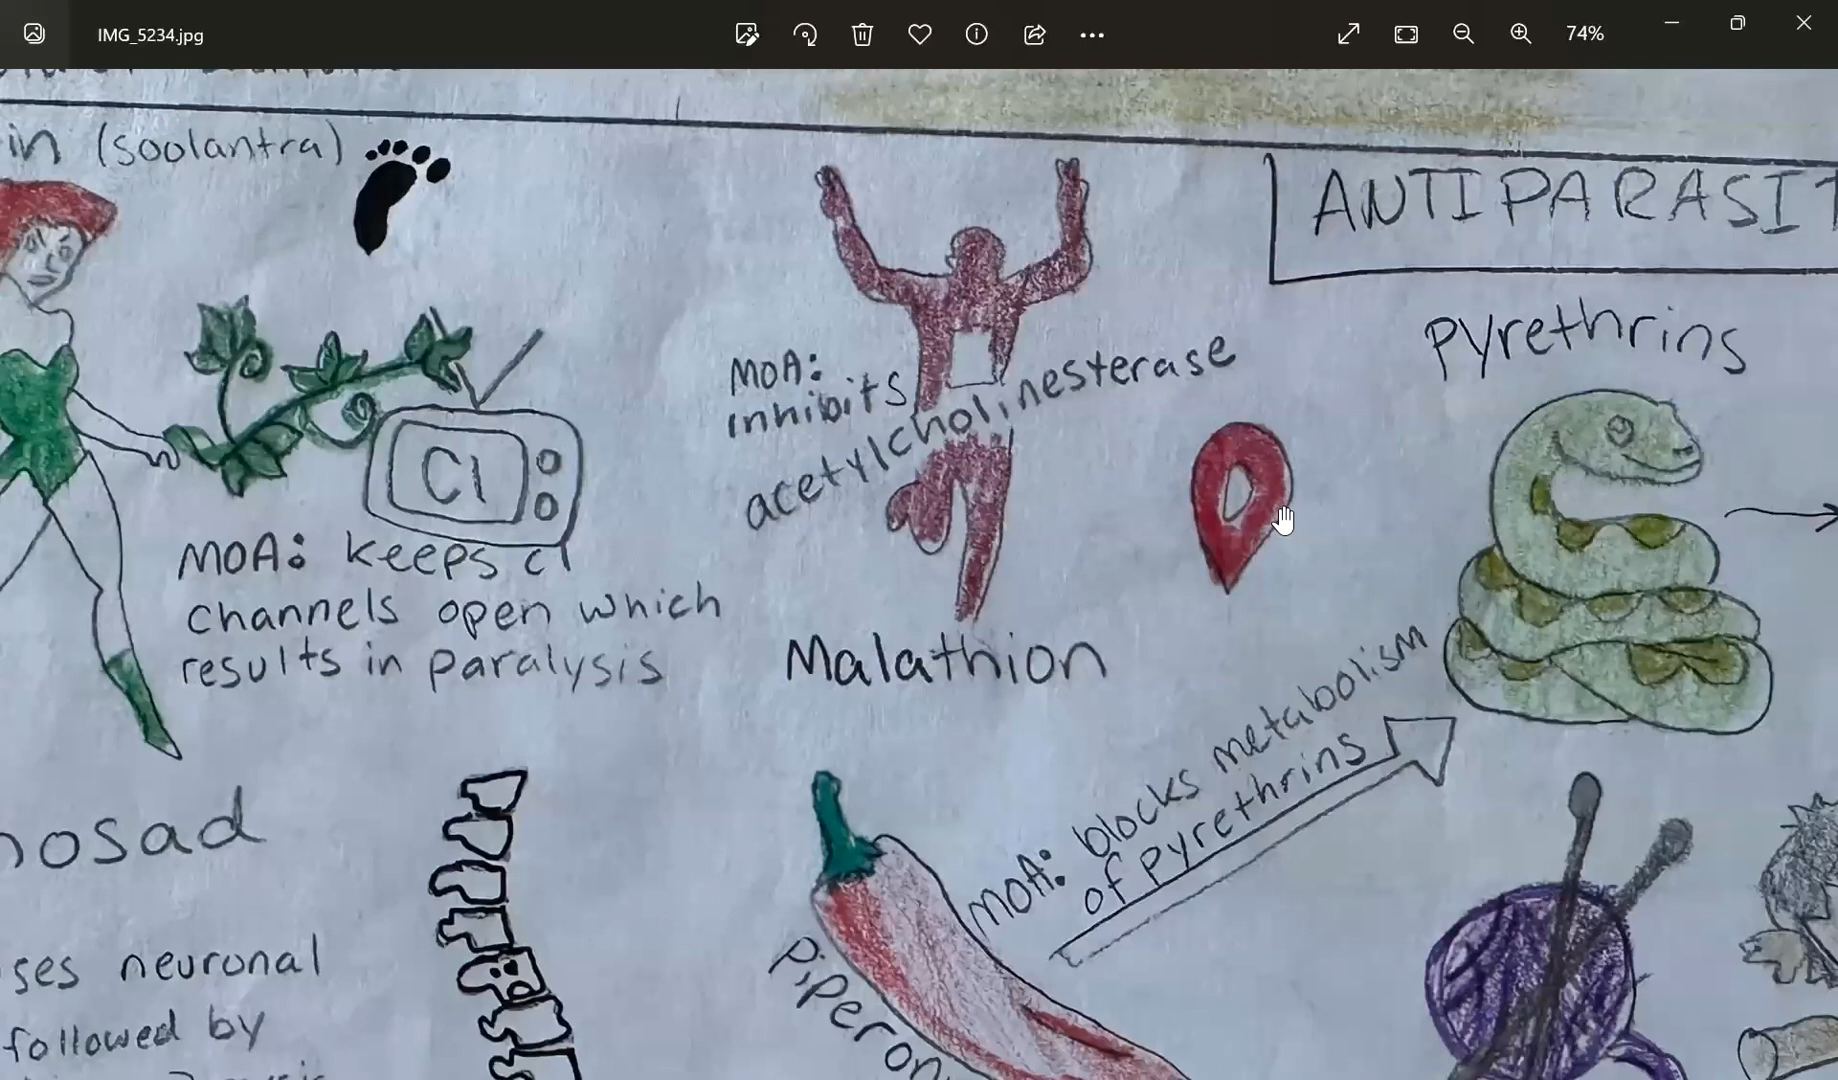 IMG_5234.jpg
74%
in (soolantra)
ANTIPARASIT
Pyrethrins
MOA:
inhibits
acetylcholinesterase
Cl
MOA: keeps cl
channels open which
results in paralysis
Malathion
MOA: blocks metabolism
of pyrethrins
nosad
Piperon
ses neuronal
followed by